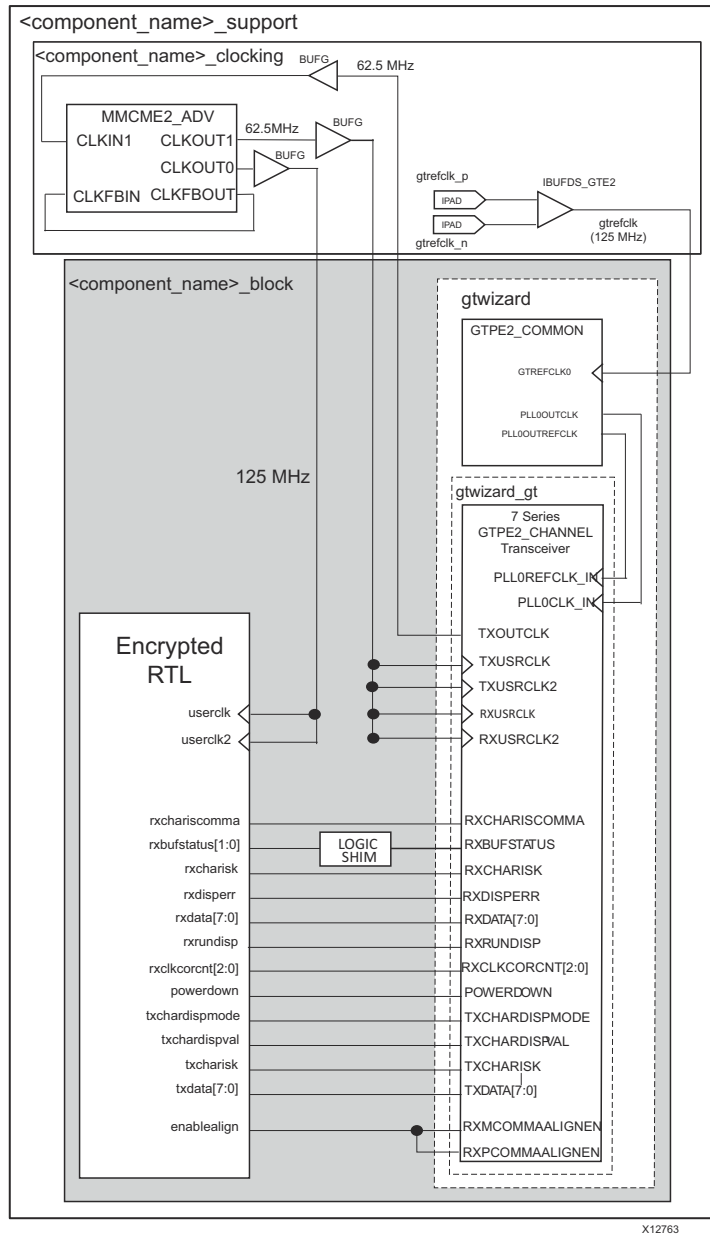 <component_name>_support
<component_name>_clocking
BUFG
62.5 MHz
MMCME2_ADV
CLKIN1
CLKOUT1
62.5MHz
BUFG
CLKOUT0
BUFG
CLKFBIN
CLKFBOUT
gtrefclk_p
IBUFDS_GTE2
IPAD
IPAD
gtrefclk_n
gtrefclk
(125 MHz)
<component_name>_block
gtwizard
GTPE2_COMMON
GTREFCLK0
PLL0OUTCLK
PLL0OUTREFCLK
125 MHz
gtwizard_gt
7 Series
GTPE2_CHANNEL
Transceiver
PLL0REFCLK_IN
PLL0CLK_IN
Encrypted
RTL
TXOUTCLK
TXUSRCLK
TXUSRCLK2
userclk
RXUSRCLK
userclk2
RXUSRCLK2
rxchariscomma
RXCHARISCOMMA
rxbufstatus[1:0]
LOGIC
SHIM
RXBUFSTATUS
rxcharisk
RXCHARISK
rxdisperr
RXDISPERR
rxdata[7:0]
RXDATA[7:0]
rxrundisp
RXRUNDISP
rxclkcorcnt[2:0]
RXCLKCORCNT[2:0]
powerdown
POWERDOWN
txchardispmode
TXCHARDISPMODE
txchardispval
TXCHARDISPVAL
txcharisk
TXCHARISK
txdata[7:0]
TXDATA[7:0]
enablealign
RXMCOMMAALIGNEN
RXPCOMMAALIGNEN
X12763